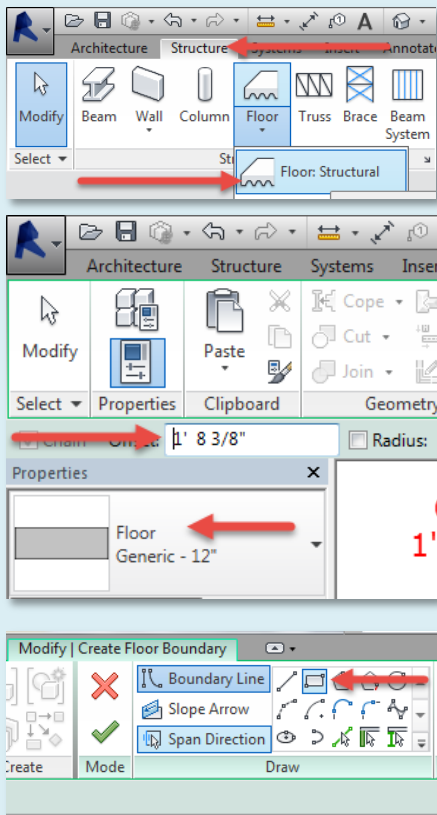 Architecture Structure Systems Insert Annotate
Modify Beam Wall Column Floor Truss Brace Beam System
Select
Floor: Structural
Architecture Structure Systems
Modify Paste Cope
Cut
Join
Select Properties Clipboard Geometry
Chain 1' 8 3/8" Radius:
Properties
Floor
Generic - 12"
1'
Modify | Create Floor Boundary
Boundary Line
Slope Arrow
Span Direction
Create Mode Draw